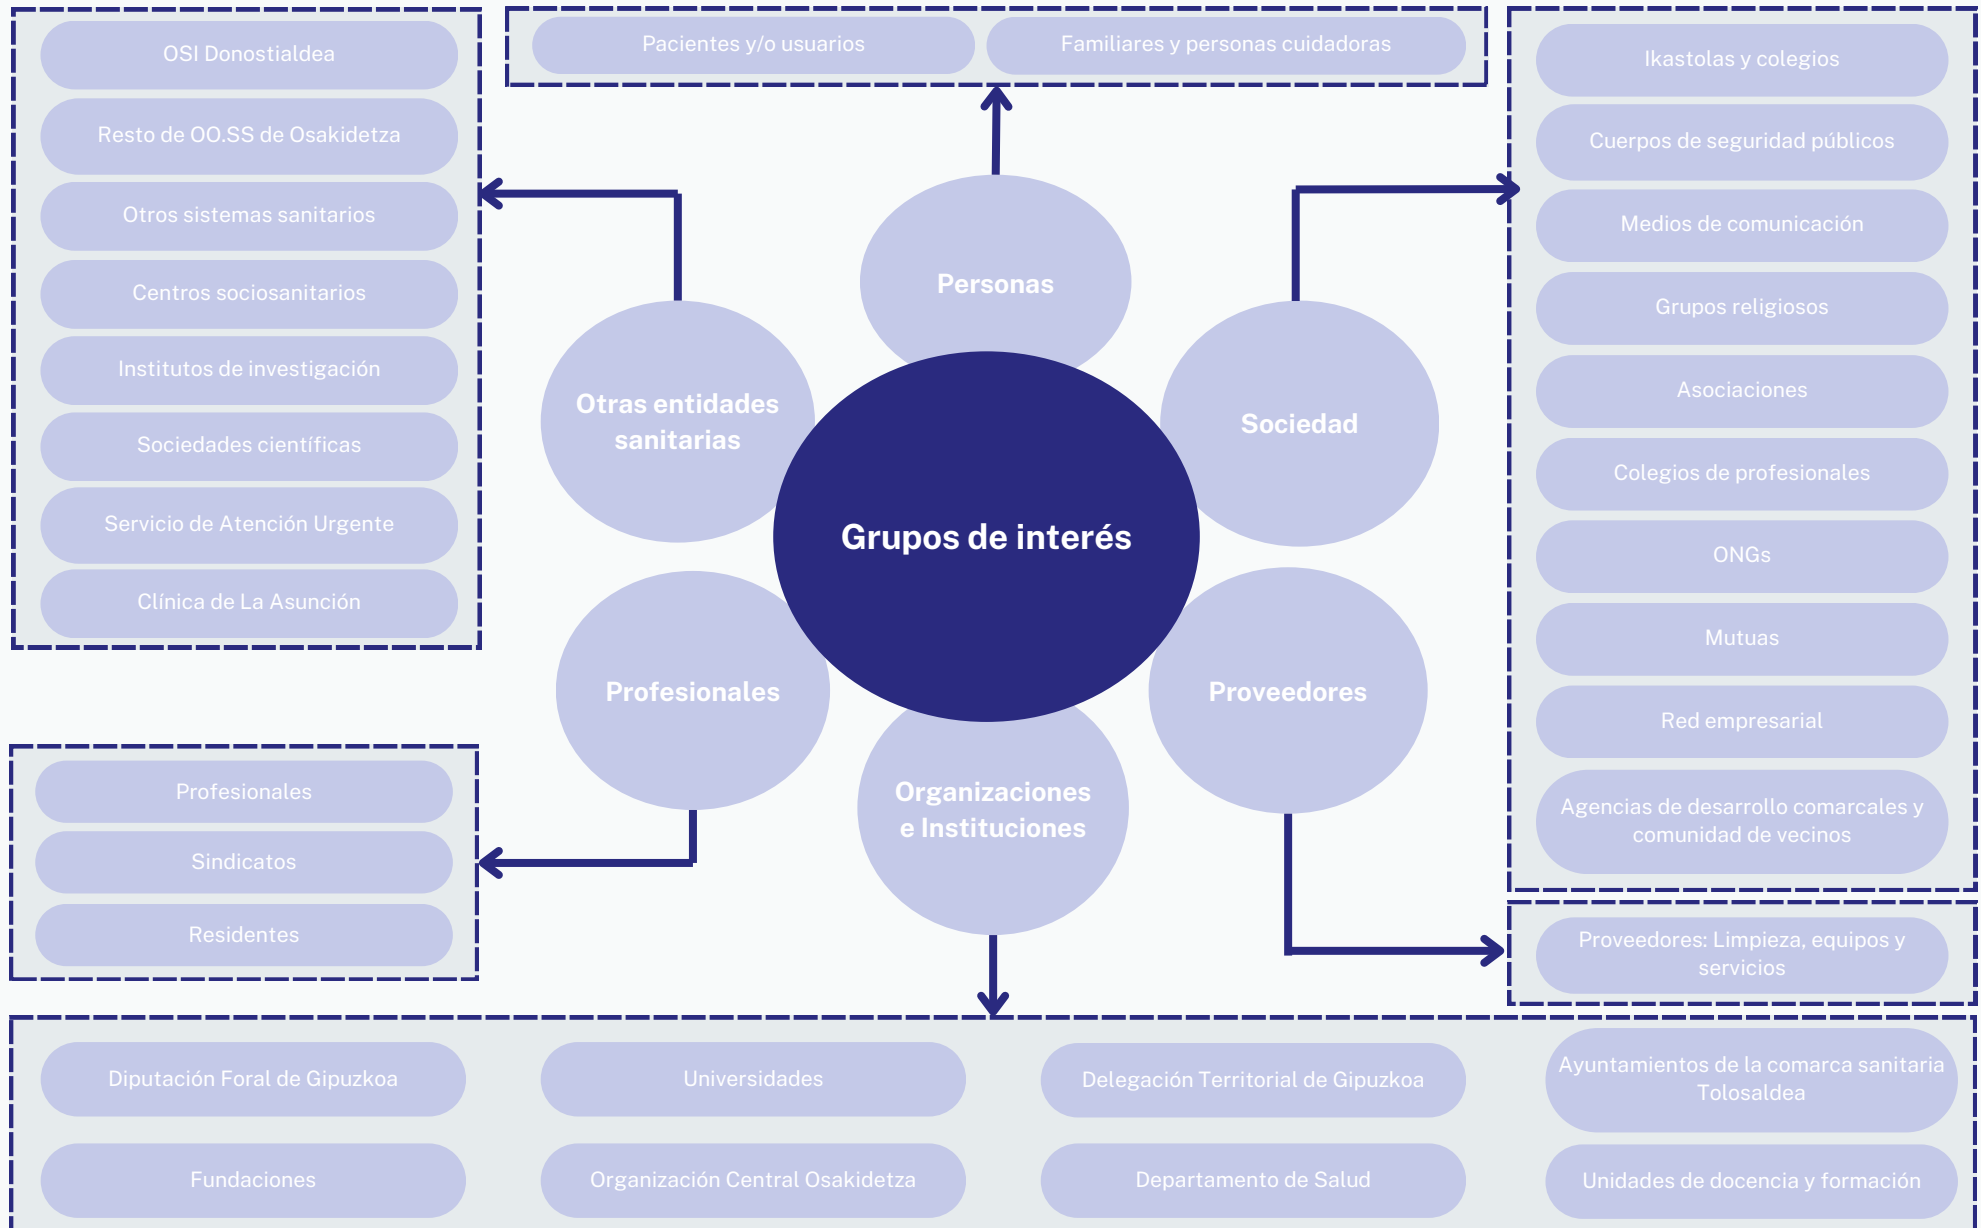 OSI Donostialdea
Resto de OO.SS de Osakidetza
Otros sistemas sanitarios
Centros sociosanitarios
Institutos de investigación
Sociedades científicas
Servicio de Atención Urgente
Clínica de La Asunción
Pacientes y/o usuarios
Familiares y personas cuidadoras
Ikastolas y colegios
Cuerpos de seguridad públicos
Medios de comunicación
Grupos religiosos
Asociaciones
Colegios de profesionales
ONGs
Mutuas
Red empresarial
Agencias de desarrollo comarcales y
comunidad de vecinos
Personas
Otras entidades
sanitarias
Sociedad
Grupos de interés
Profesionales
Proveedores
Organizaciones
e Instituciones
Profesionales
Sindicatos
Residentes
Proveedores: Limpieza, equipos y
servicios
Diputación Foral de Gipuzkoa
Universidades
Delegación Territorial de Gipuzkoa
Ayuntamientos de la comarca sanitaria
Tolosaldea
Fundaciones
Organización Central Osakidetza
Departamento de Salud
Unidades de docencia y formación